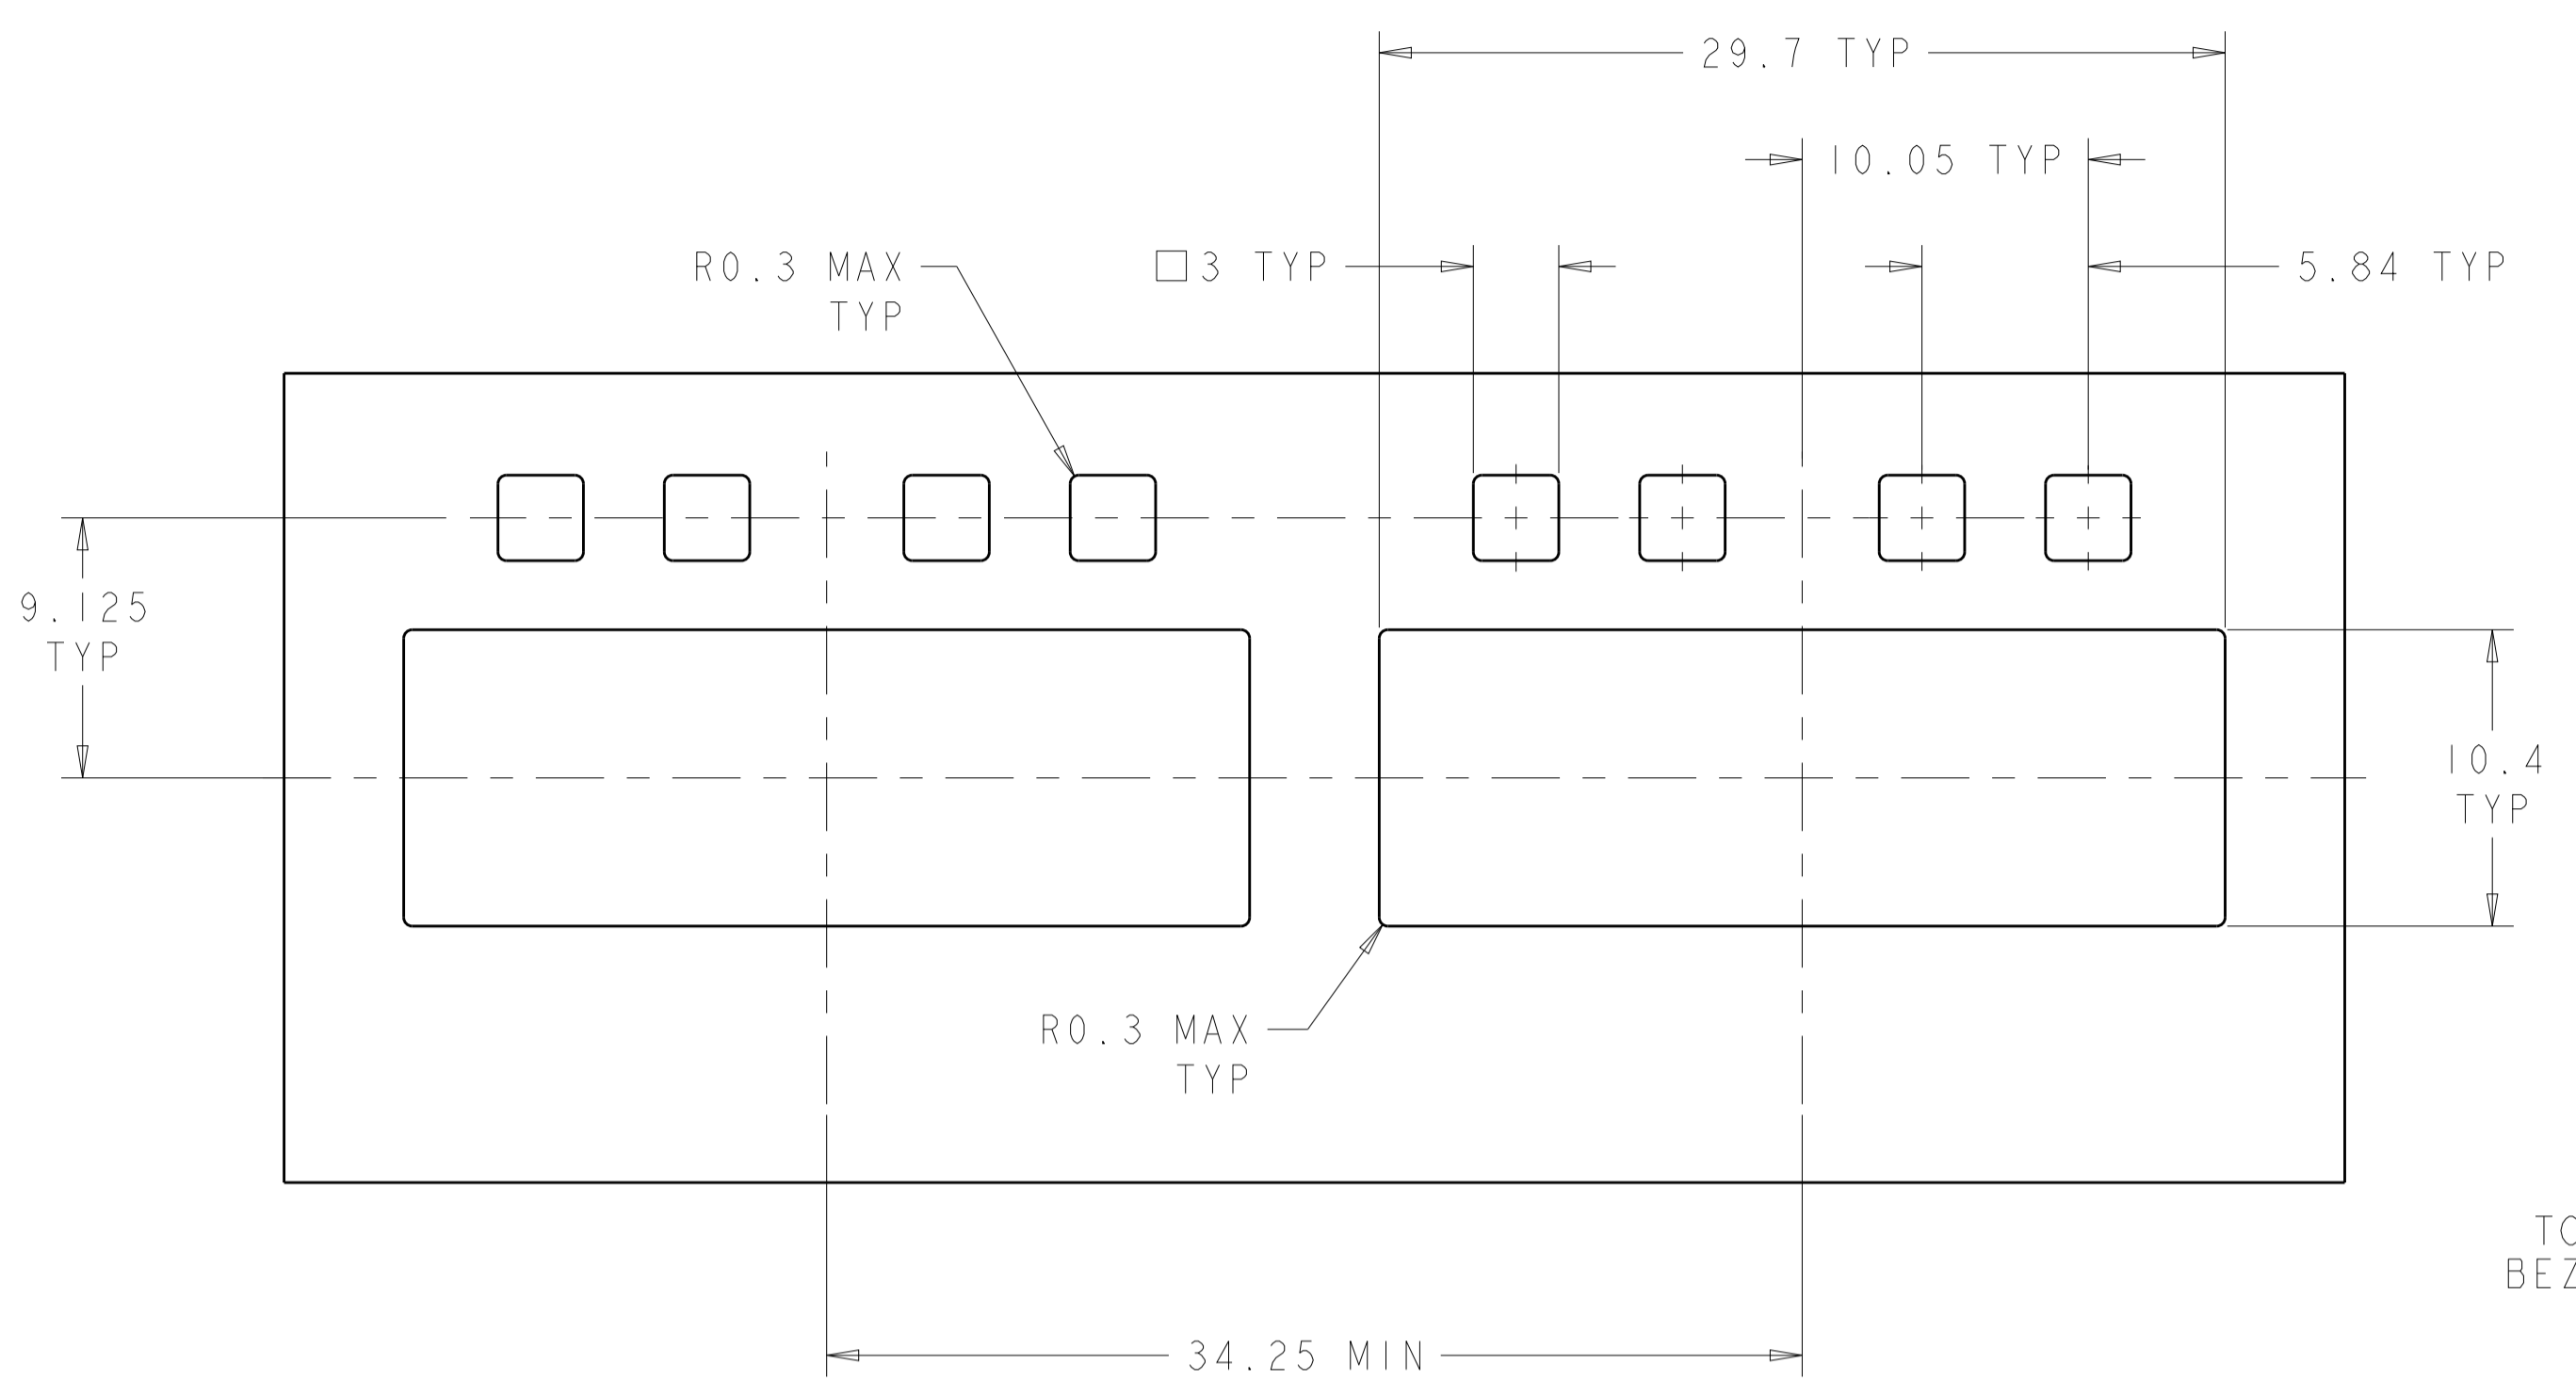 29.7 TYP
10.05 TYP
R0.3 MAX
TYP
□3 TYP
5.84 TYP
9.125
TYP
10.4
TYP
R0.3 MAX
TYP
34.25 MIN